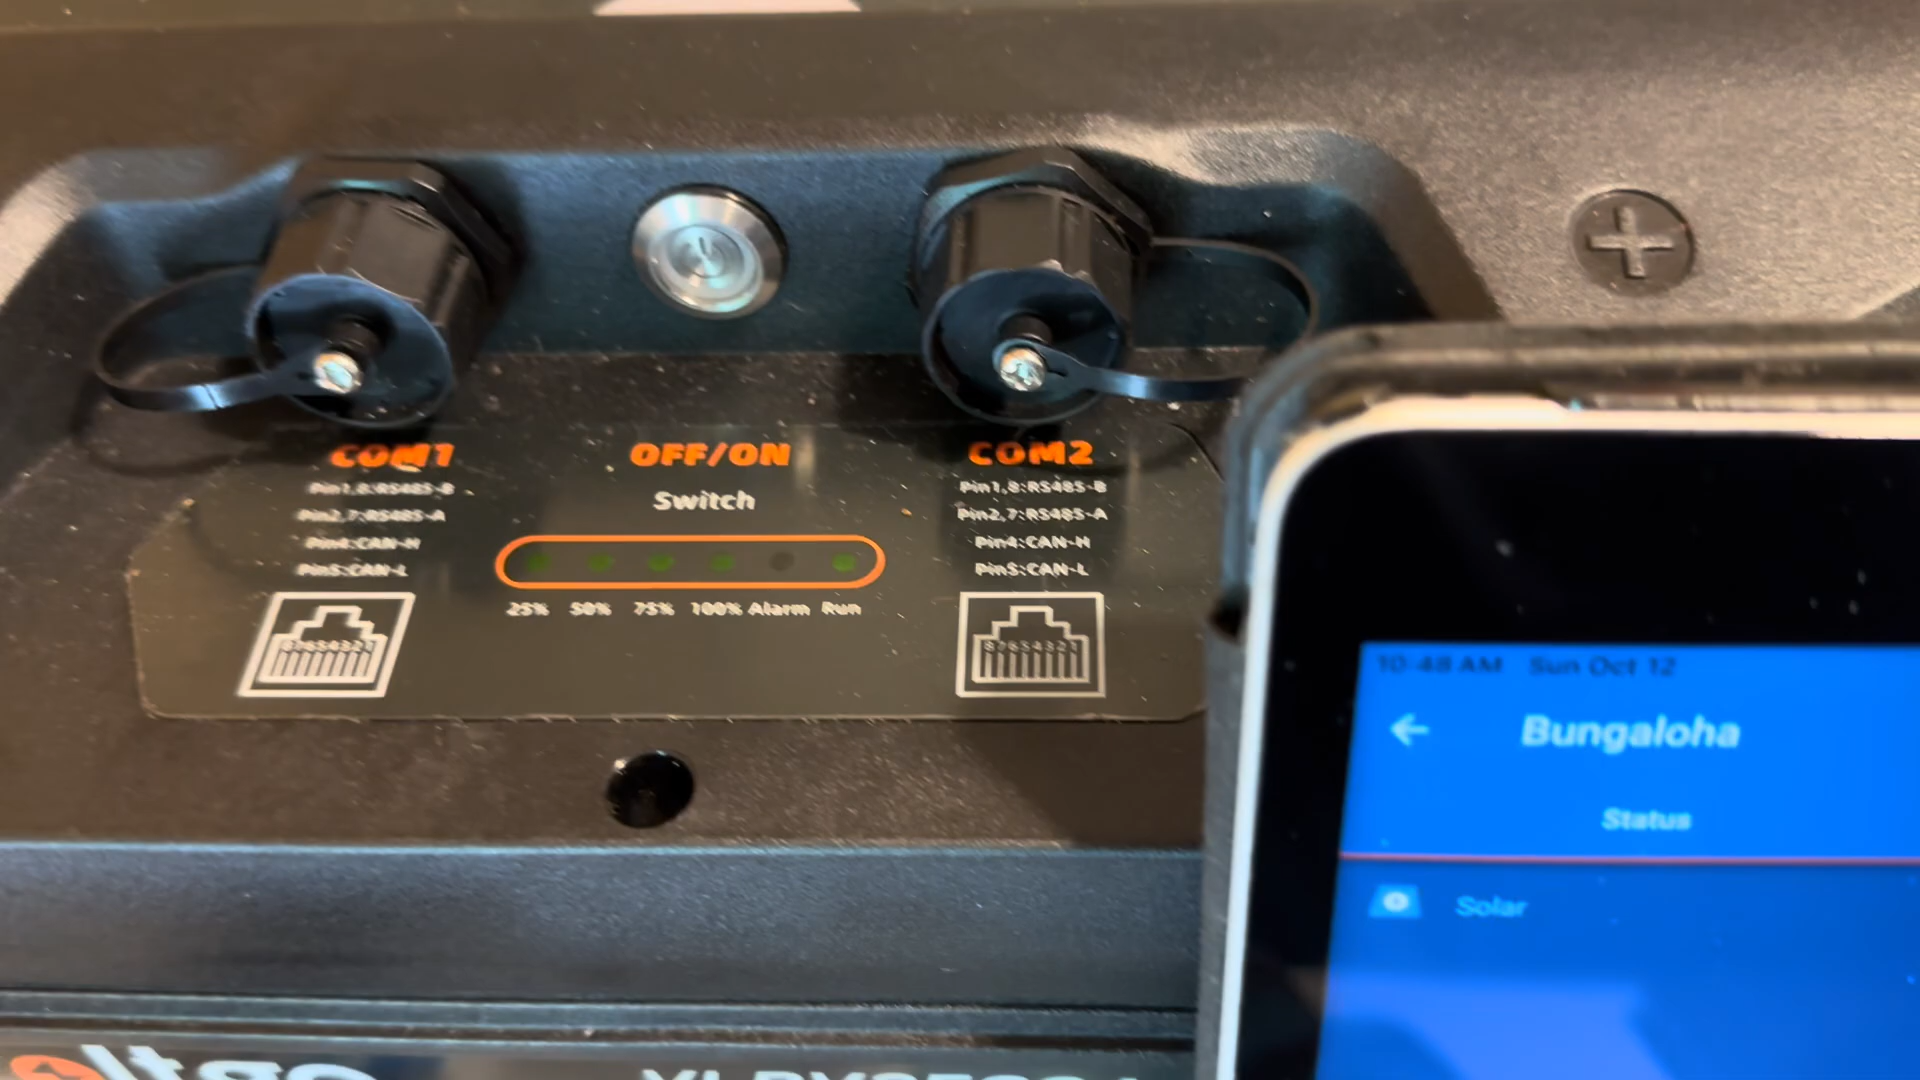 COM1
Pin1,8:RS485-B
Pin2,7:RS485-A
Pin4:CAN-H
Pin5:CAN-L
87654321
OFF/ON
Switch
25% 50% 75% 100% Alarm Run
COM2
Pin1,8:RS485-B
Pin2,7:RS485-A
Pin4:CAN-H
Pin5:CAN-L
87654321
10:48 AM Sun Oct 12
Bungaloha
Status
Solar